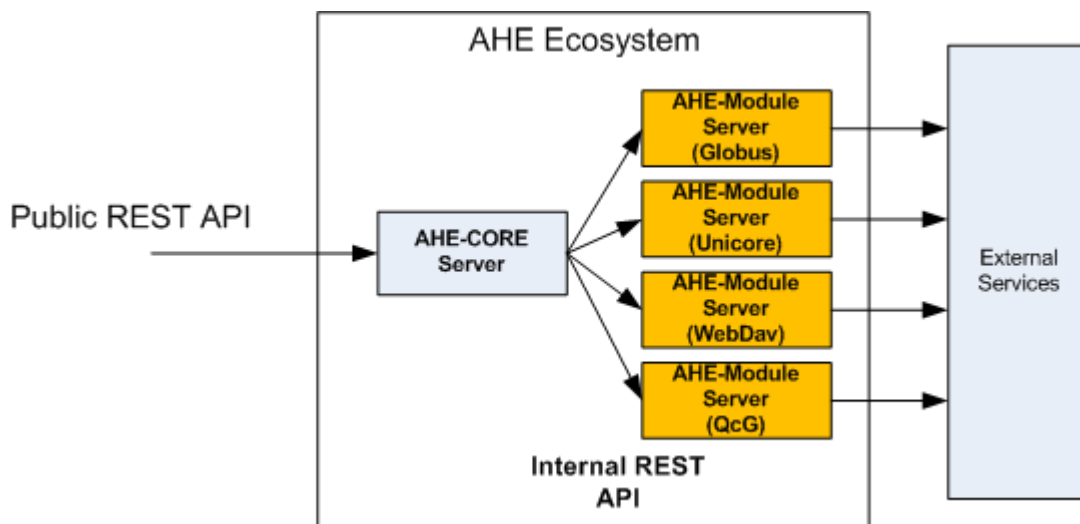 AHE Ecosystem
Public REST API
AHE-CORE
Server
AHE-Module
Server
(Globus)
AHE-Module
Server
(Unicore)
AHE-Module
Server
(WebDav)
AHE-Module
Server
(QcG)
Internal REST
API
External
Services